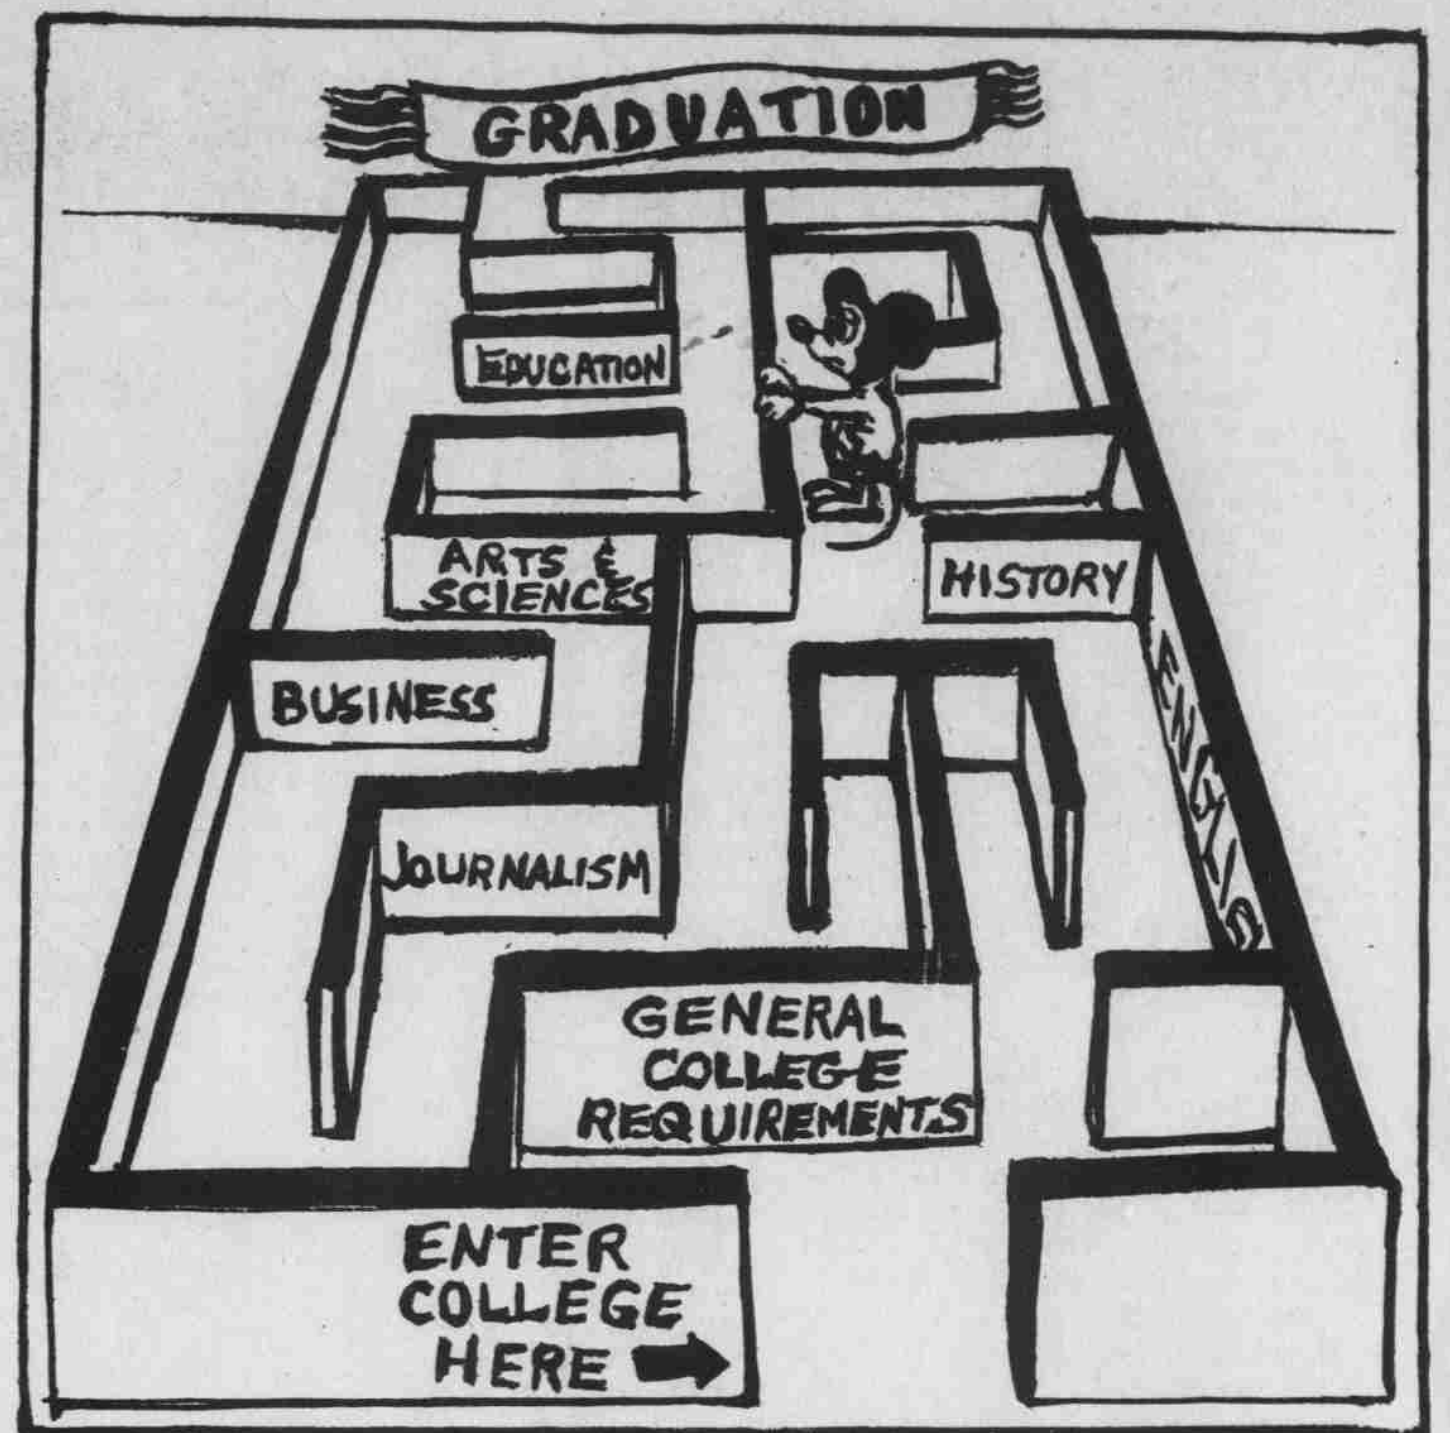 GRADUATION
EDUCATION
ARTS &
SCIENCES
HISTORY
BUSINESS
ENGLIS
JOURNALISM
GENERAL
COLLEGE
REQUIREMENTS
ENTER
COLLEGE
HERE